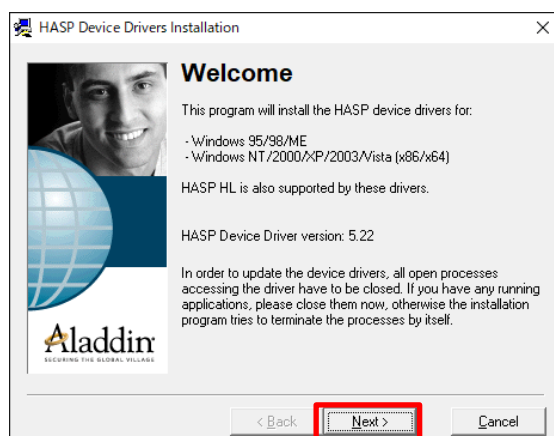 HASP Device Drivers Installation
Welcome
This program will install the HASP device drivers for:
- Windows 95/98/ME
- Windows NT/2000/XP/2003/Vista (x86/x64)
HASP HL is also supported by these drivers.
HASP Device Driver version: 5.22
In order to update the device drivers, all open processes
accessing the driver have to be closed. If you have any running
applications, please close them now, otherwise the installation
program tries to terminate the processes by itself.
Aladdin
SECURING THE GLOBAL VILLAGE
< Back
Next >
Cancel